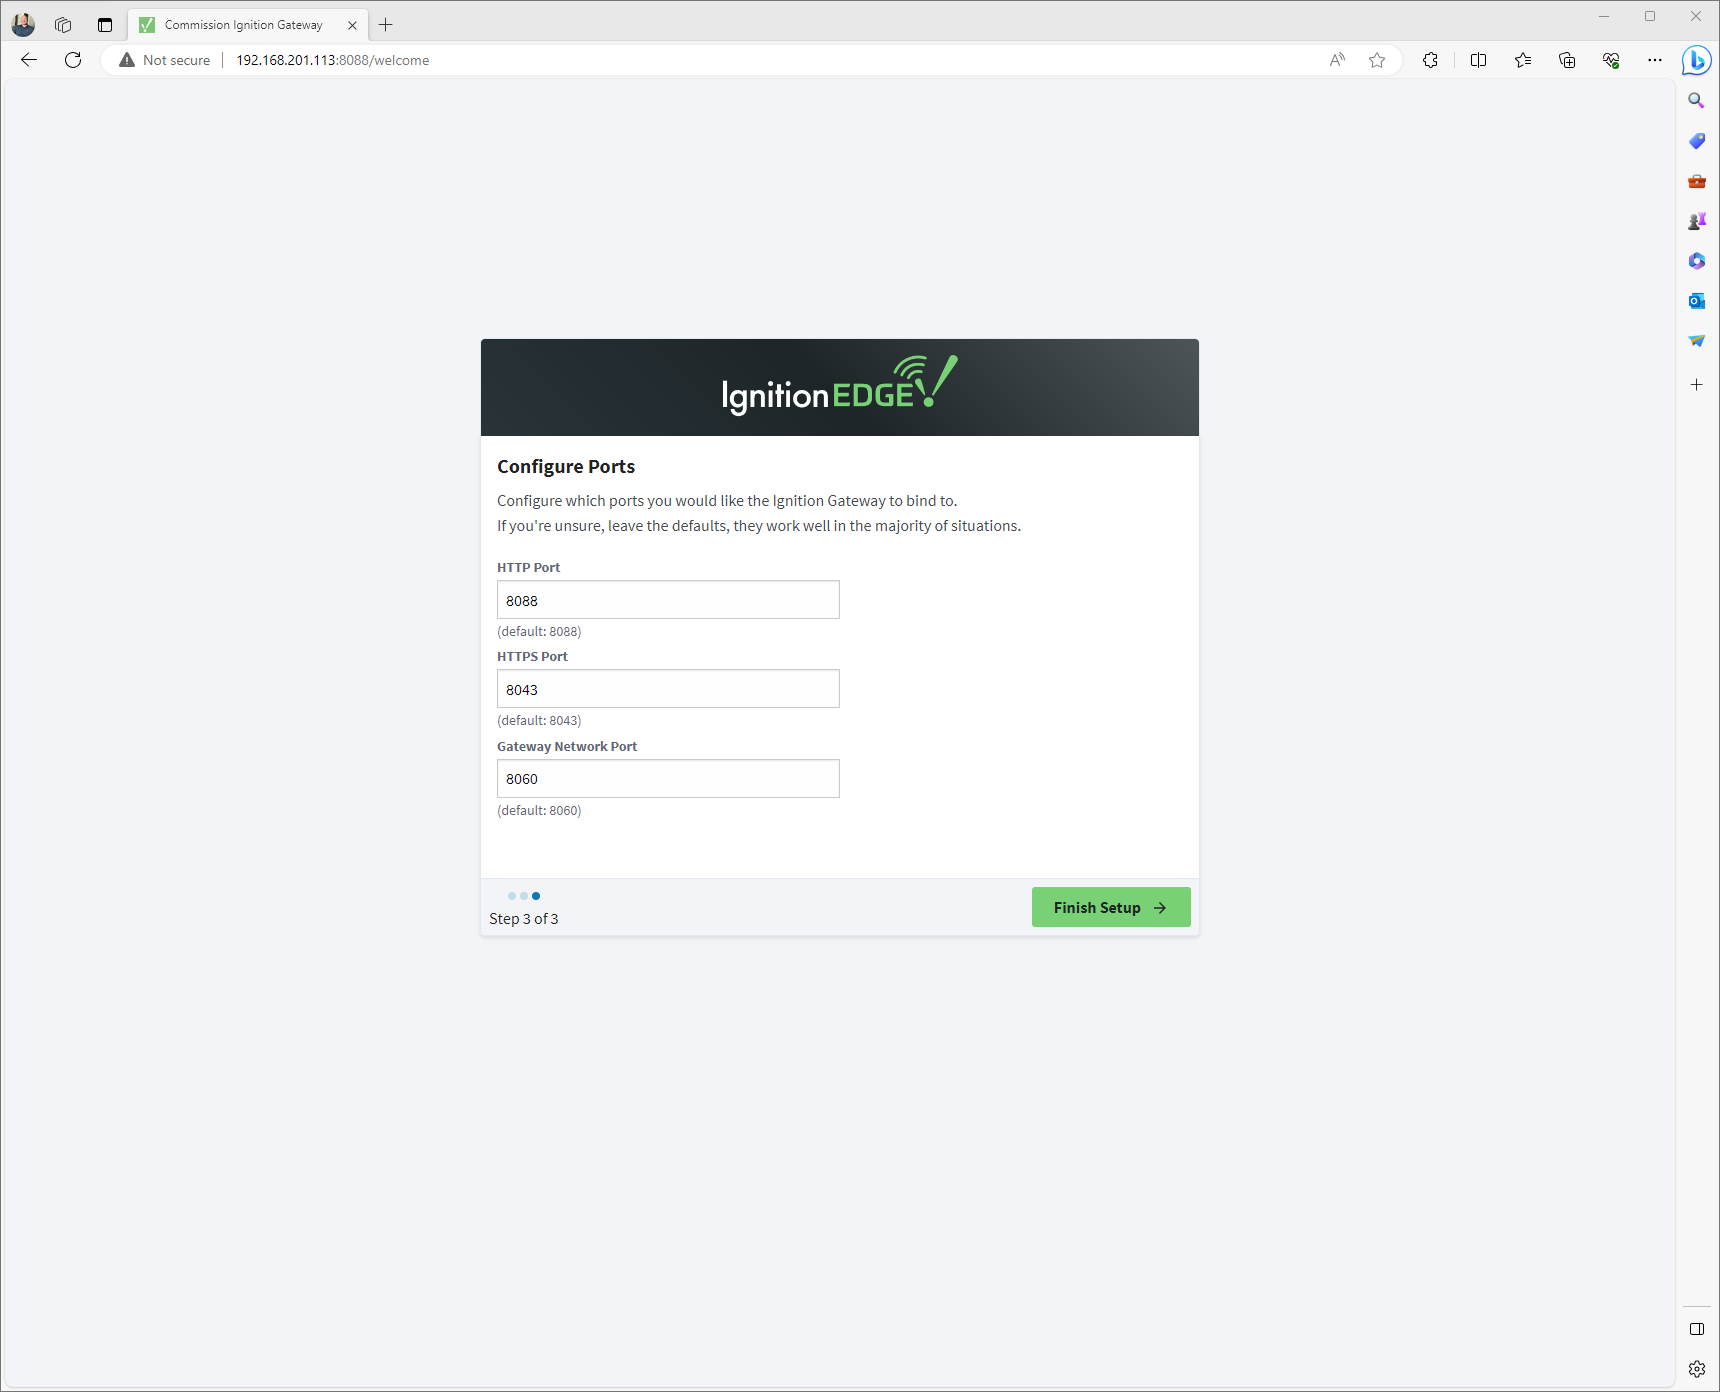 Commission Ignition Gateway
Not secure
192.168.201.113:8088/welcome
Ignition EDGE!
Configure Ports
Configure which ports you would like the Ignition Gateway to bind to.
If you're unsure, leave the defaults, they work well in the majority of situations.
HTTP Port
8088
(default: 8088)
HTTPS Port
8043
(default: 8043)
Gateway Network Port
8060
(default: 8060)
Step 3 of 3
Finish Setup